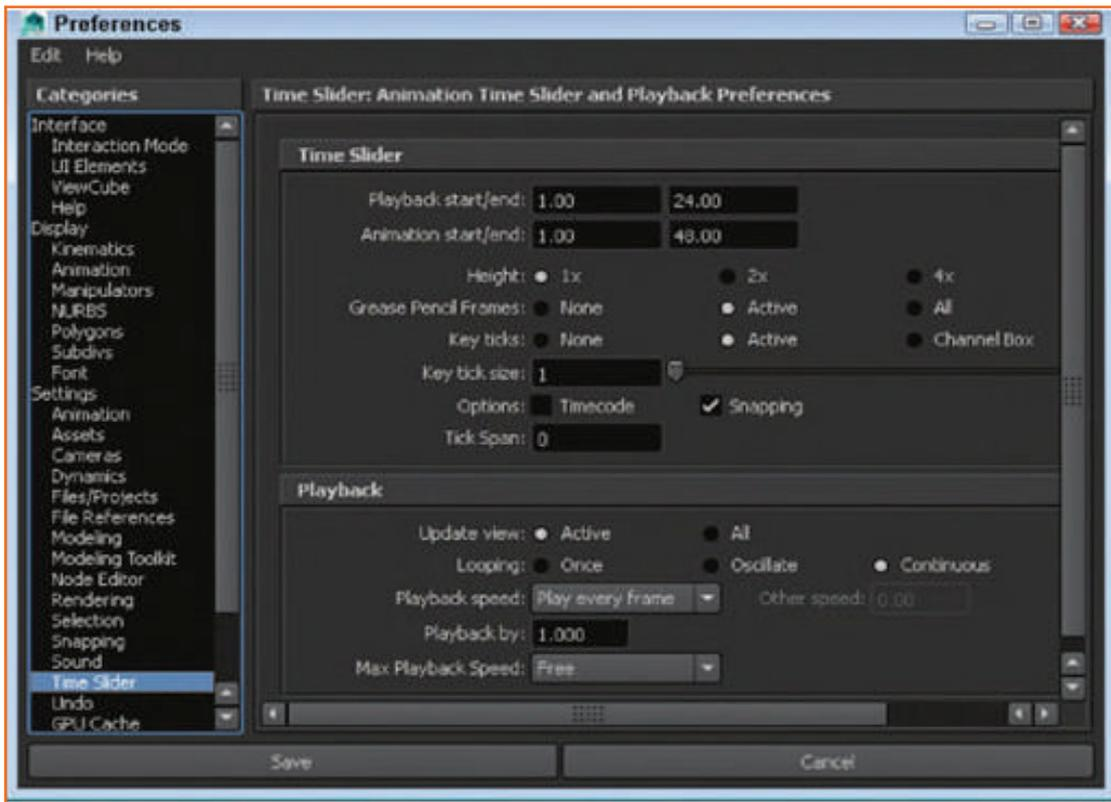 Preferences
Edit Help
Categories
Interface
Interaction Mode
UI Elements
ViewCube
Help
Display
Kinematics
Animation
Manipulators
NURBS
Polygons
Subdivs
Font
Settings
Animation
Assets
Cameras
Dynamics
Files/Projects
File References
Modeling
Modeling Toolkit
Node Editor
Rendering
Selection
Snapping
Sound
Time Slider
Undo
GPU Cache
Time Slider: Animation Time Slider and Playback Preferences
Time Slider
Playback start/end: 1.00 24.00
Animation start/end: 1.00 48.00
Height: 1x 2x 4x
Grease Pencil Frames: None Active All
Key ticks: None Active Channel Box
Key tick size: 1
Options: Timecode Snapping
Tick Span: 0
Playback
Update view: Active All
Looping: Once Oscillate Continuous
Playback speed: Play every frame Other speed: 0.00
Playback by: 1.000
Max Playback Speed: Free
Save Cancel